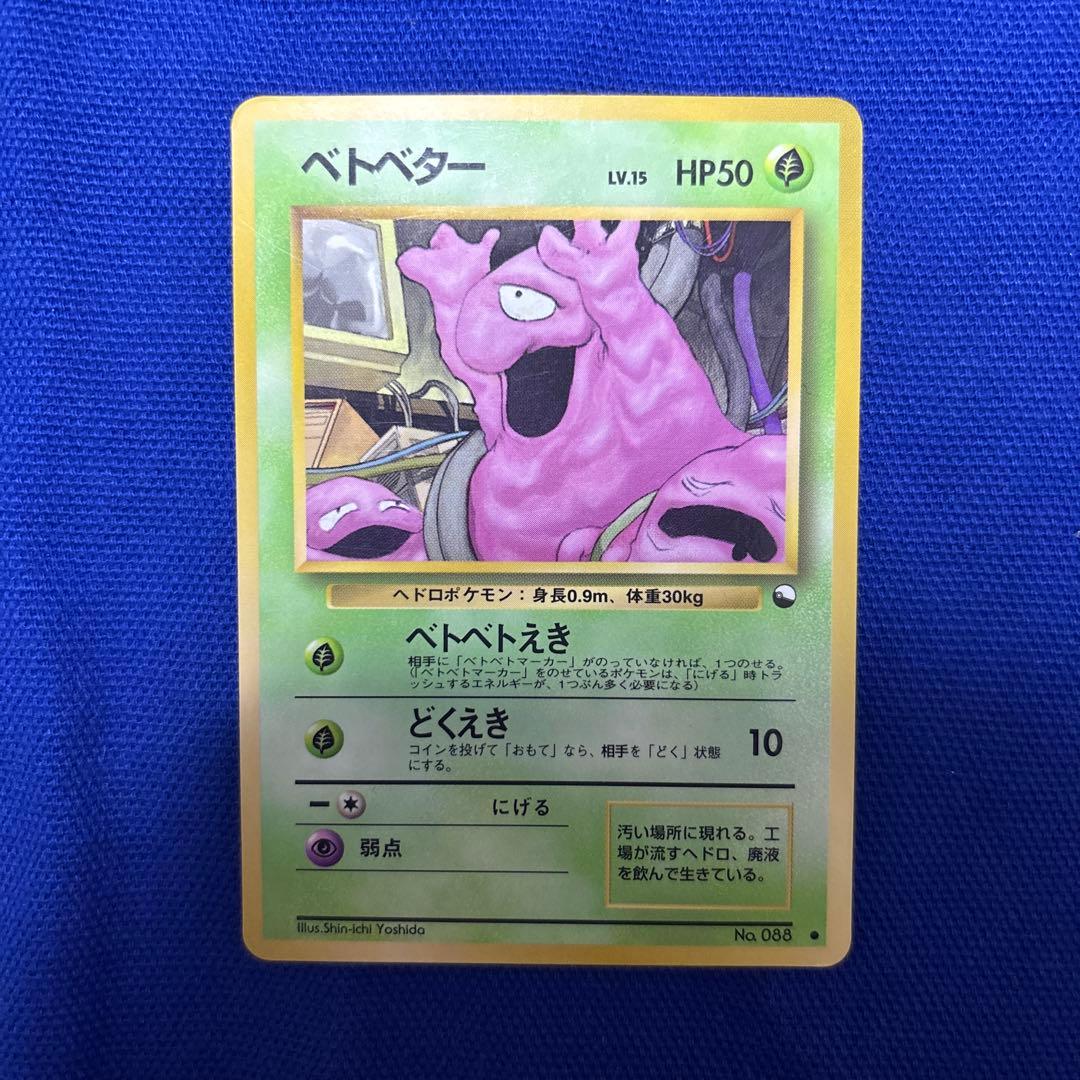 ベトベター LV.15 HP50
ヘドロポケモン：身長0.9m、体重30kg
ベトベトえき
相手に「ベトベトマーカー」がのっていなければ、1つのせる。
（「ベトベトマーカー」をのせているポケモンは、「にげる」時トラ
ッシュするエネルギーが、1つぶん多く必要になる）
どくえき 10
コインを投げて「おもて」なら、相手を「どく」状態
にする。
にげる
弱点
汚い場所に現れる。工
場が流すヘドロ、廃液
を飲んで生きている。
Illus.Shin-ichi Yoshida
No. 088